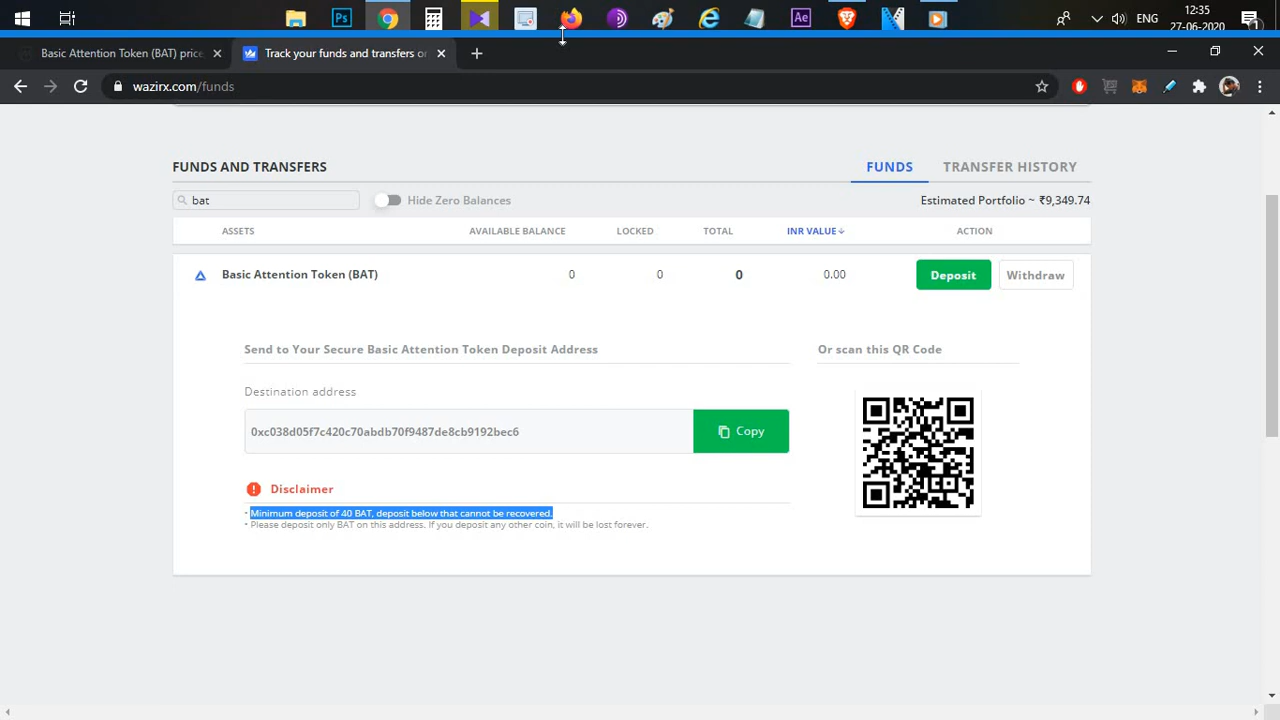 12:35
ENG
27-06-2020
Ps
Ae
Basic Attention Token (BAT) price
Track your funds and transfers or
wazirx.com/funds
FUNDS AND TRANSFERS
FUNDS
TRANSFER HISTORY
bat
Hide Zero Balances
Estimated Portfolio ~ ₹9,349.74
ASSETS
AVAILABLE BALANCE
LOCKED
TOTAL
INR VALUE↓
ACTION
Basic Attention Token (BAT)
0
0
0
0.00
Deposit
Withdraw
Send to Your Secure Basic Attention Token Deposit Address
Or scan this QR Code
Destination address
0xc038d05f7c420c70abdb70f9487de8cb9192bec6
Copy
Disclaimer
• Minimum deposit of 40 BAT, deposit below that cannot be recovered.
• Please deposit only BAT on this address. If you deposit any other coin, it will be lost forever.